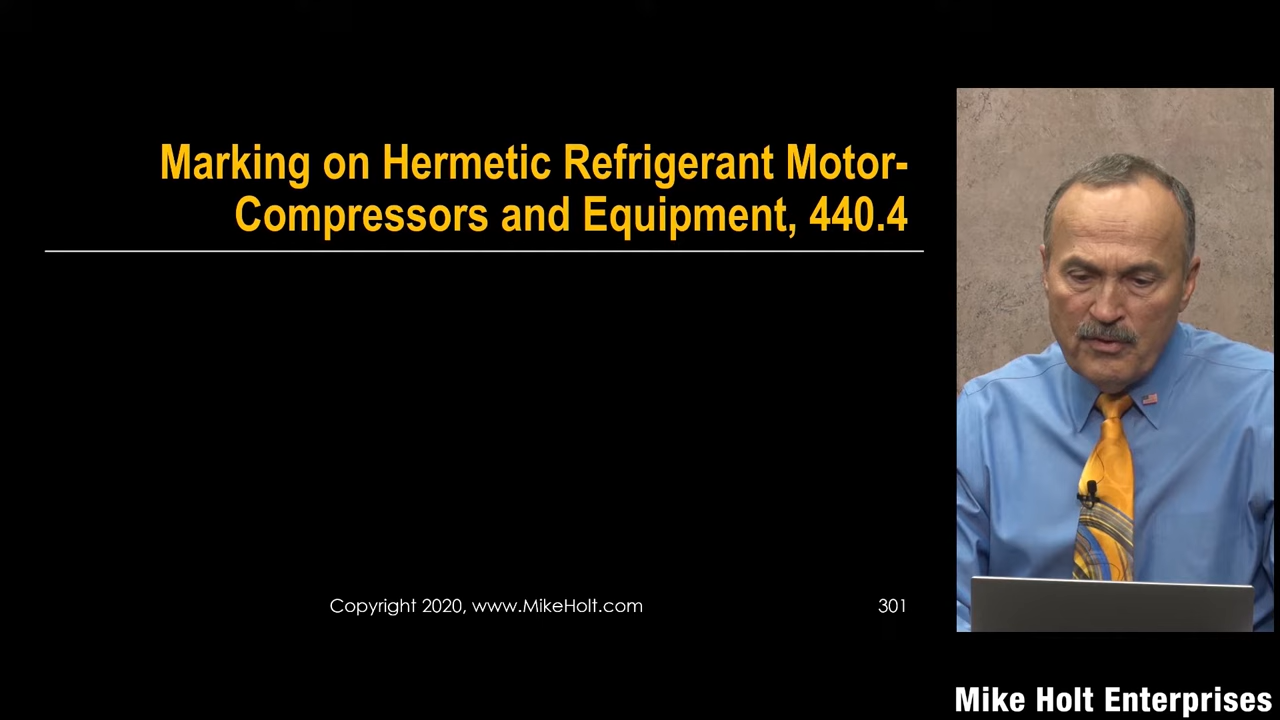 Marking on Hermetic Refrigerant Motor-
Compressors and Equipment, 440.4
Copyright 2020, www.MikeHolt.com
301
Mike Holt Enterprises